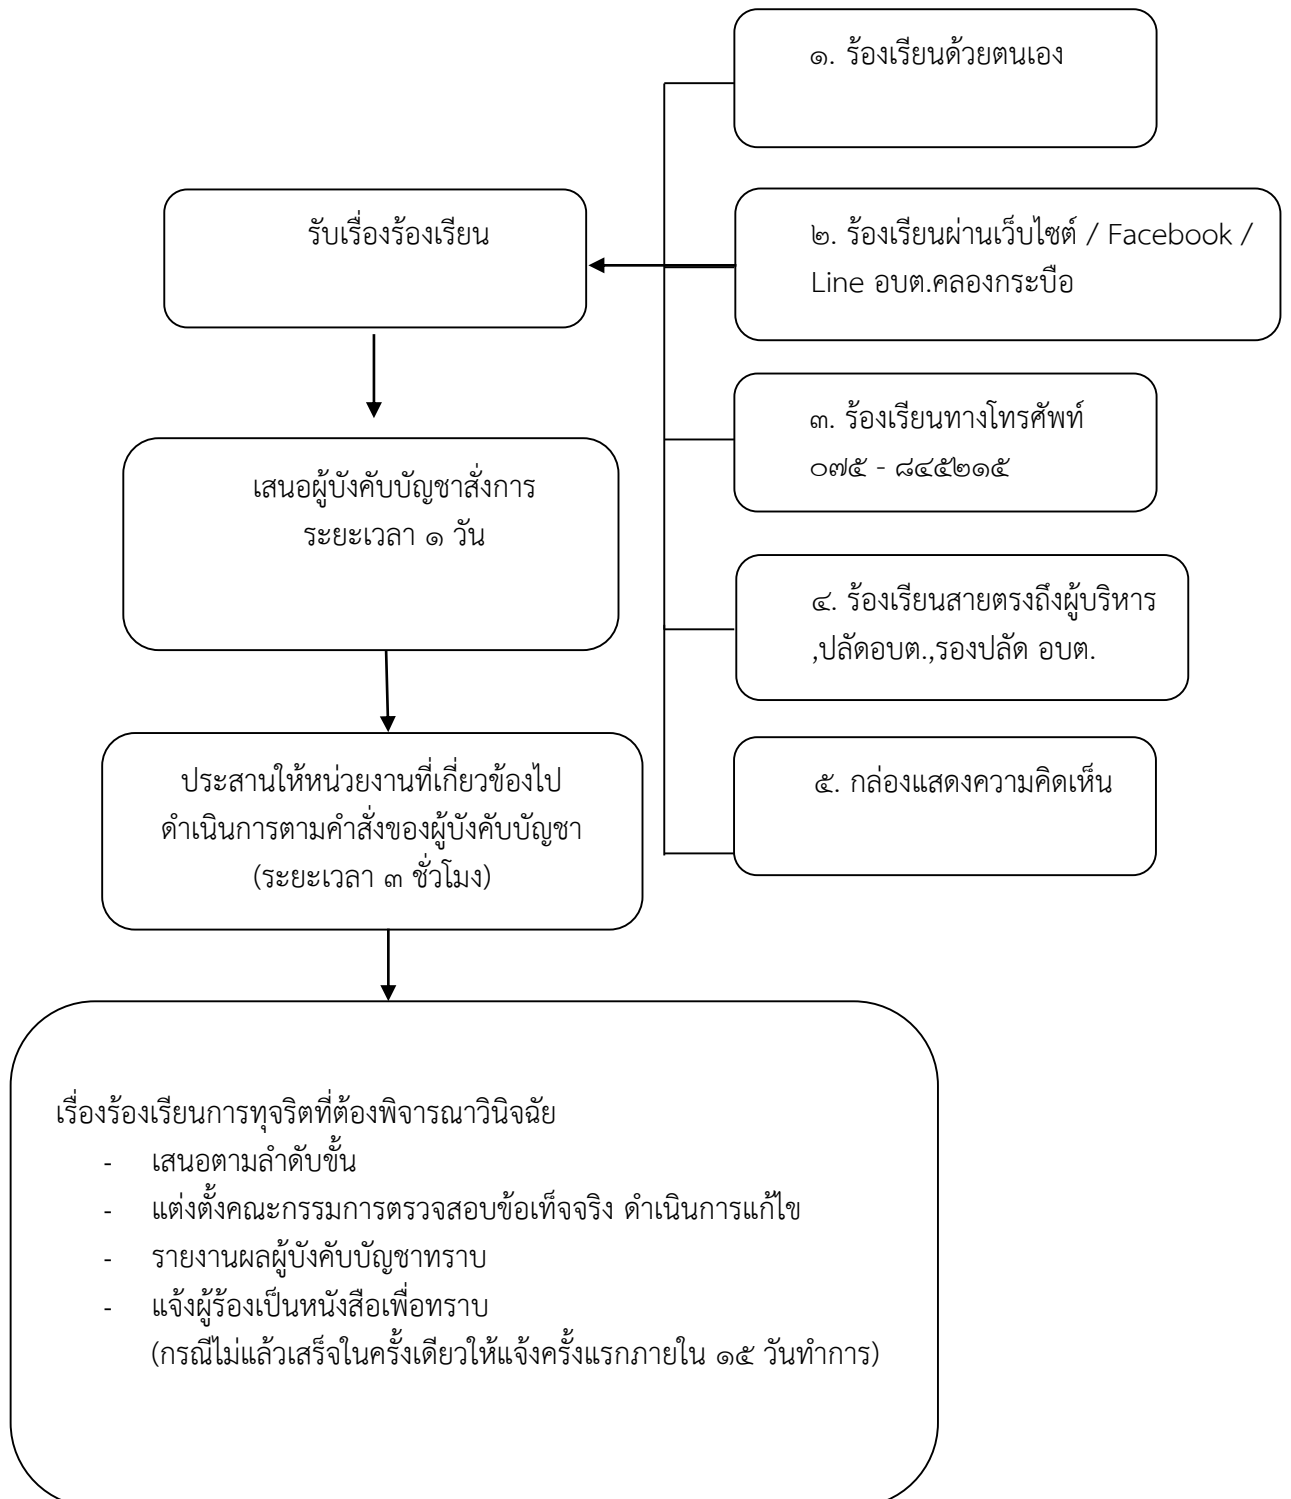 ๑. ร้องเรียนด้วยตนเอง
รับเรื่องร้องเรียน
๒. ร้องเรียนผ่านเว็บไซต์ / Facebook /
Line อบต.คลองกระบือ
๓. ร้องเรียนทางโทรศัพท์
๐๗๕ - ๘๔๕๒๑๕
เสนอผู้บังคับบัญชาสั่งการ
ระยะเวลา ๑ วัน
๔. ร้องเรียนสายตรงถึงผู้บริหาร
,ปลัดอบต.,รองปลัด อบต.
ประสานให้หน่วยงานที่เกี่ยวข้องไป
ดำเนินการตามคำสั่งของผู้บังคับบัญชา
(ระยะเวลา ๓ ชั่วโมง)
๕. กล่องแสดงความคิดเห็น
เรื่องร้องเรียนการทุจริตที่ต้องพิจารณาวินิจฉัย
- เสนอตามลำดับขั้น
- แต่งตั้งคณะกรรมการตรวจสอบข้อเท็จจริง ดำเนินการแก้ไข
- รายงานผลผู้บังคับบัญชาทราบ
- แจ้งผู้ร้องเป็นหนังสือเพื่อทราบ
(กรณีไม่แล้วเสร็จในครั้งเดียวให้แจ้งครั้งแรกภายใน ๑๕ วันทำการ)